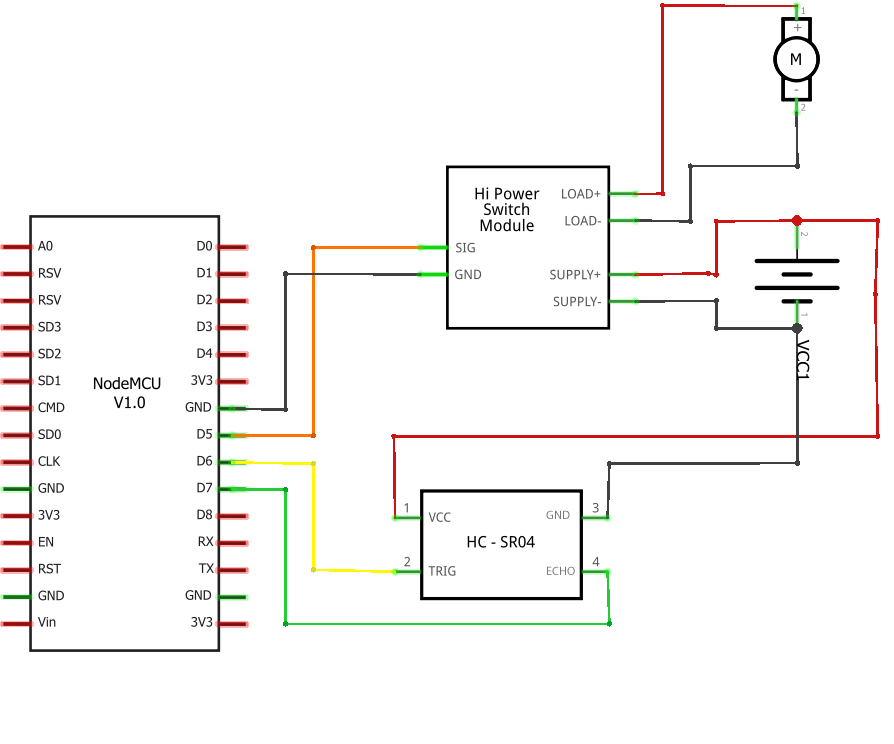 1
+
M
-
2
Hi Power
Switch
Module
LOAD+
LOAD-
SIG
GND
SUPPLY+
SUPPLY-
2
1
VCC1
NodeMCU
V1.0
A0
RSV
RSV
SD3
SD2
SD1
CMD
SD0
CLK
GND
3V3
EN
RST
GND
Vin
D0
D1
D2
D3
D4
3V3
GND
D5
D6
D7
D8
RX
TX
GND
3V3
HC - SR04
1
VCC
2
TRIG
3
GND
4
ECHO